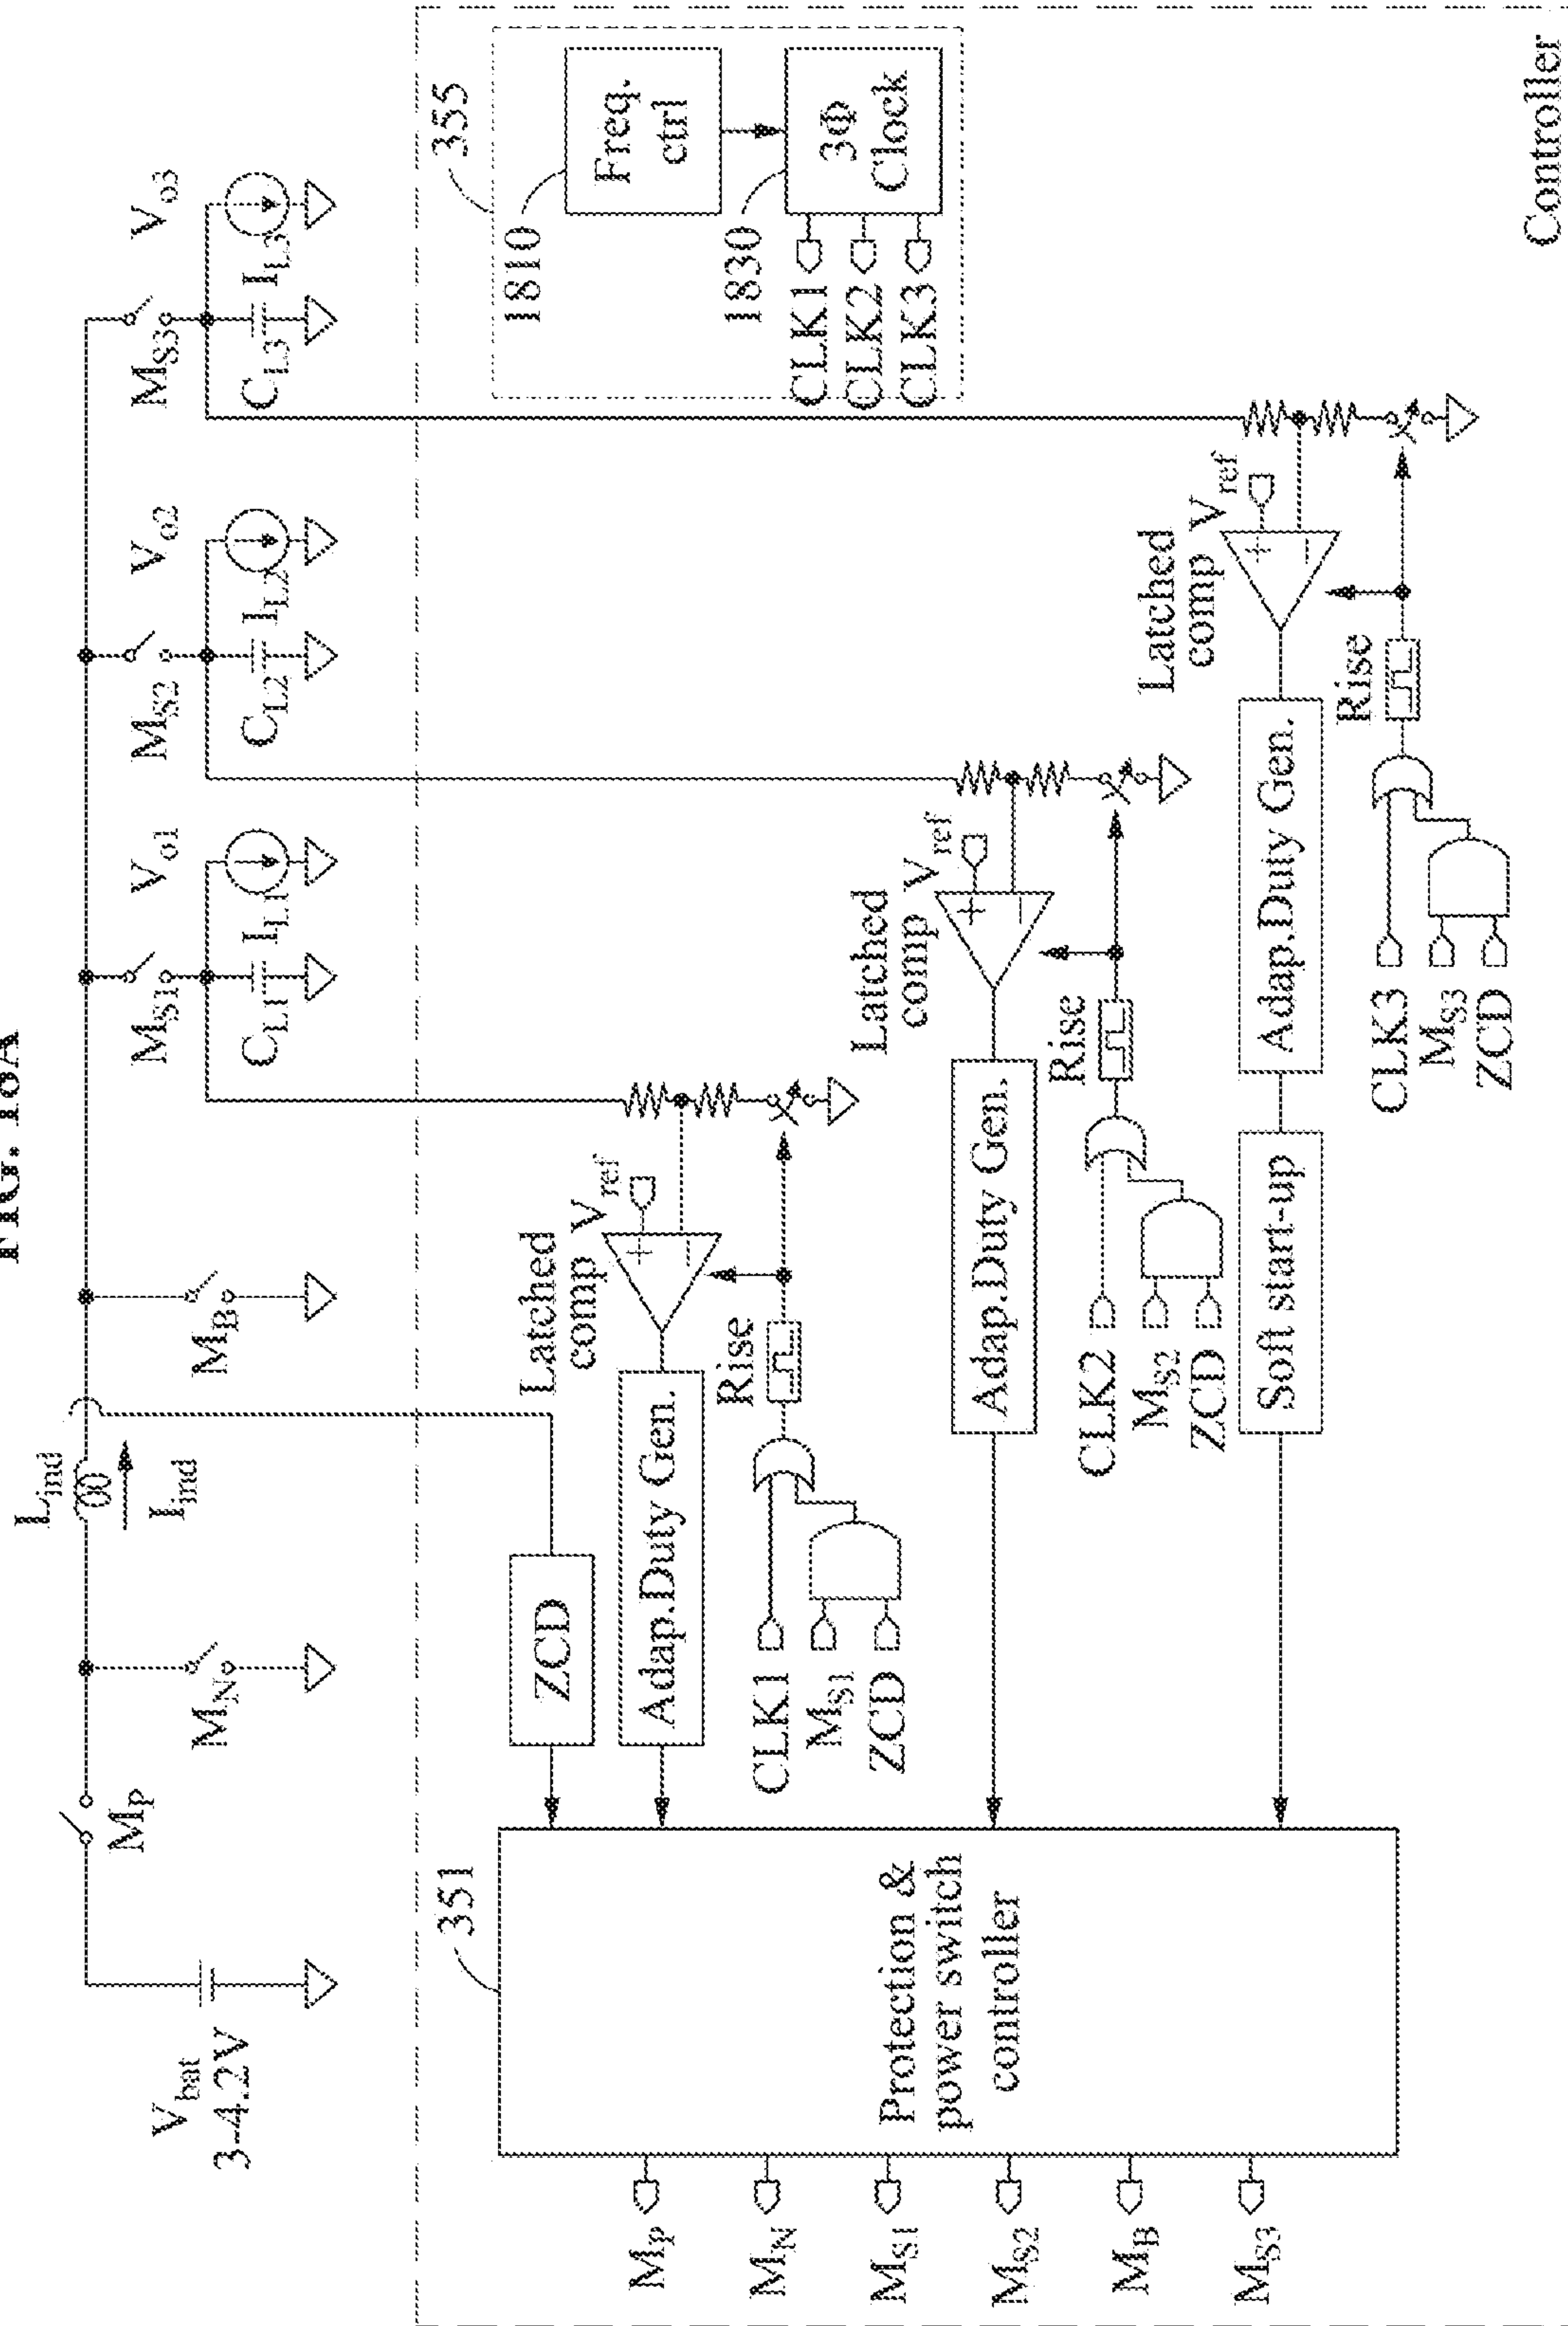 FIG. 18A
V_bat
3-4.2V
M_P
M_N
L_ind
I_ind
M_B
M_S1
V_o1
C_L1
I_L1
M_S2
V_o2
C_L2
I_L2
M_S3
V_o3
C_L3
I_L3
351
Protection &
power switch
controller
M_P
M_N
M_S1
M_S2
M_B
M_S3
ZCD
Adap.Duty Gen.
Latched
comp
V_ref
+
−
Rise
CLK1
M_S1
ZCD
Adap.Duty Gen.
Latched
comp
V_ref
+
−
Rise
CLK2
M_S2
ZCD
Soft start-up
Adap.Duty Gen.
Latched
comp
V_ref
+
−
Rise
CLK3
M_S3
ZCD
355
1810
Freq.
ctrl
1830
3Φ
Clock
CLK1
CLK2
CLK3
Controller